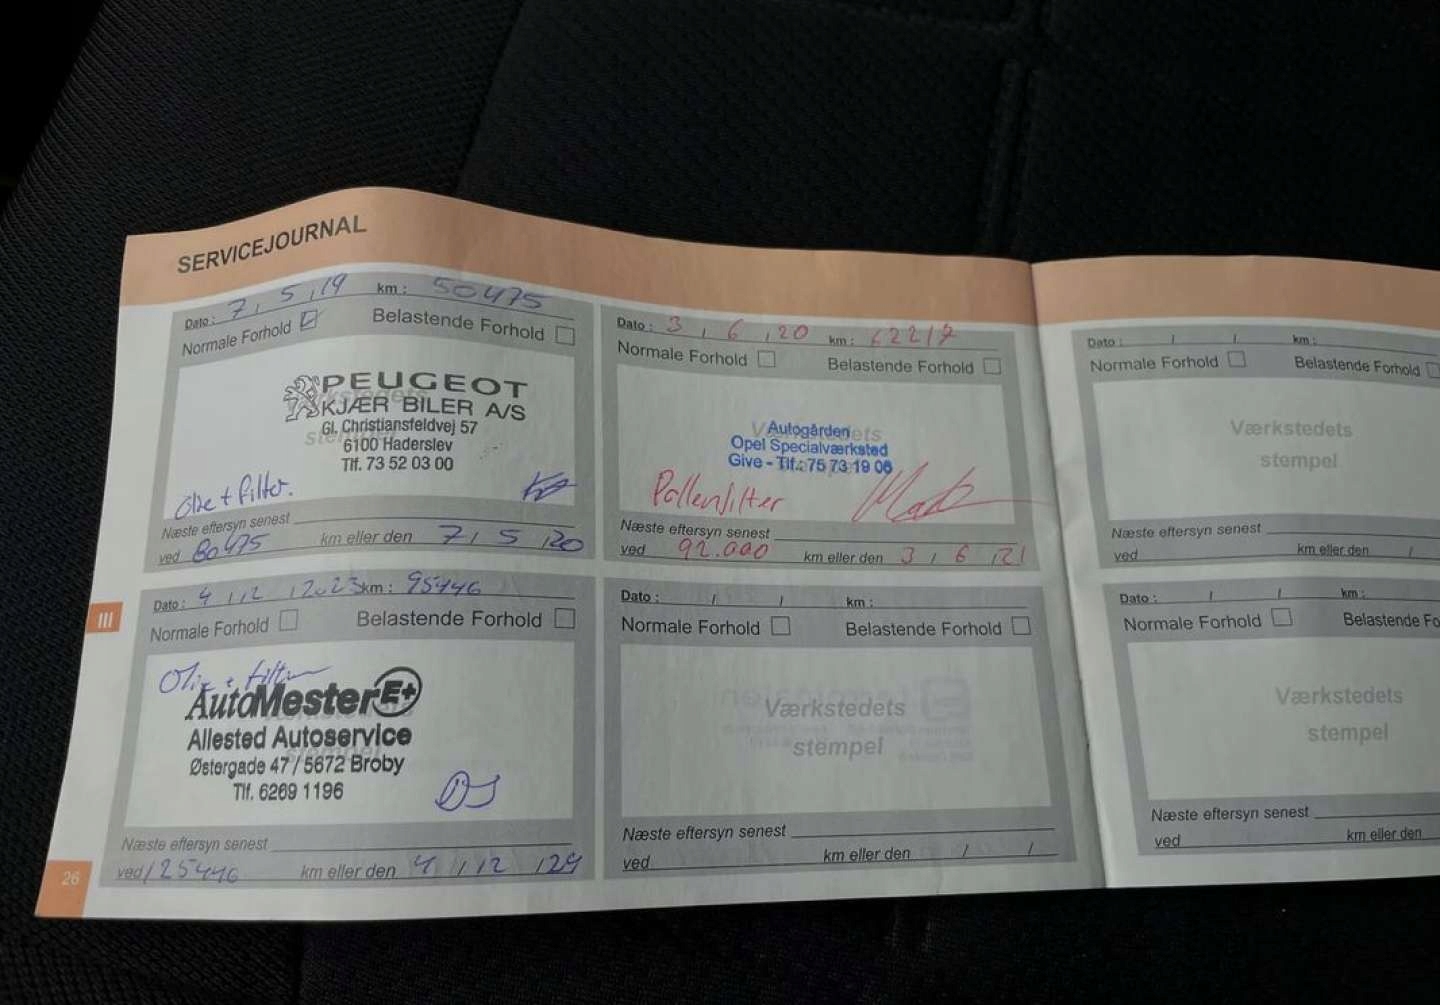 SERVICEJOURNAL
Dato: 7, 5, 19 km: 50475
Normale Forhold Belastende Forhold
PEUGEOT
KJÆR BILER A/S
Gl. Christiansfeldvej 57
6100 Haderslev
Tlf. 73 52 03 00
Olie + filter.
Næste eftersyn senest
ved 80475 km eller den 7, 5, 20
Dato: 3, 6, 20 km: 62217
Normale Forhold Belastende Forhold
Værkstedets
stempel
Autogården
Opel Specialværksted
Give - Tlf.: 75 73 19 06
Pollenfilter
Næste eftersyn senest
ved 92.000 km eller den 3, 6, 21
Dato: / / km:
Normale Forhold Belastende Forhold
Værkstedets
stempel
Næste eftersyn senest
ved km eller den /
III
Dato: 4, 12, 2023 km: 95446
Normale Forhold Belastende Forhold
Olie + filter
AutoMester E+
Allested Autoservice
Østergade 47 / 5672 Broby
Tlf. 6269 1196
DJ
Næste eftersyn senest
ved 125446 km eller den 4, 12, 24
Dato: / / km:
Normale Forhold Belastende Forhold
Værkstedets
stempel
Næste eftersyn senest
ved km eller den / /
Dato: / / km:
Normale Forhold Belastende Fo
Værkstedets
stempel
Næste eftersyn senest
ved km eller den
26